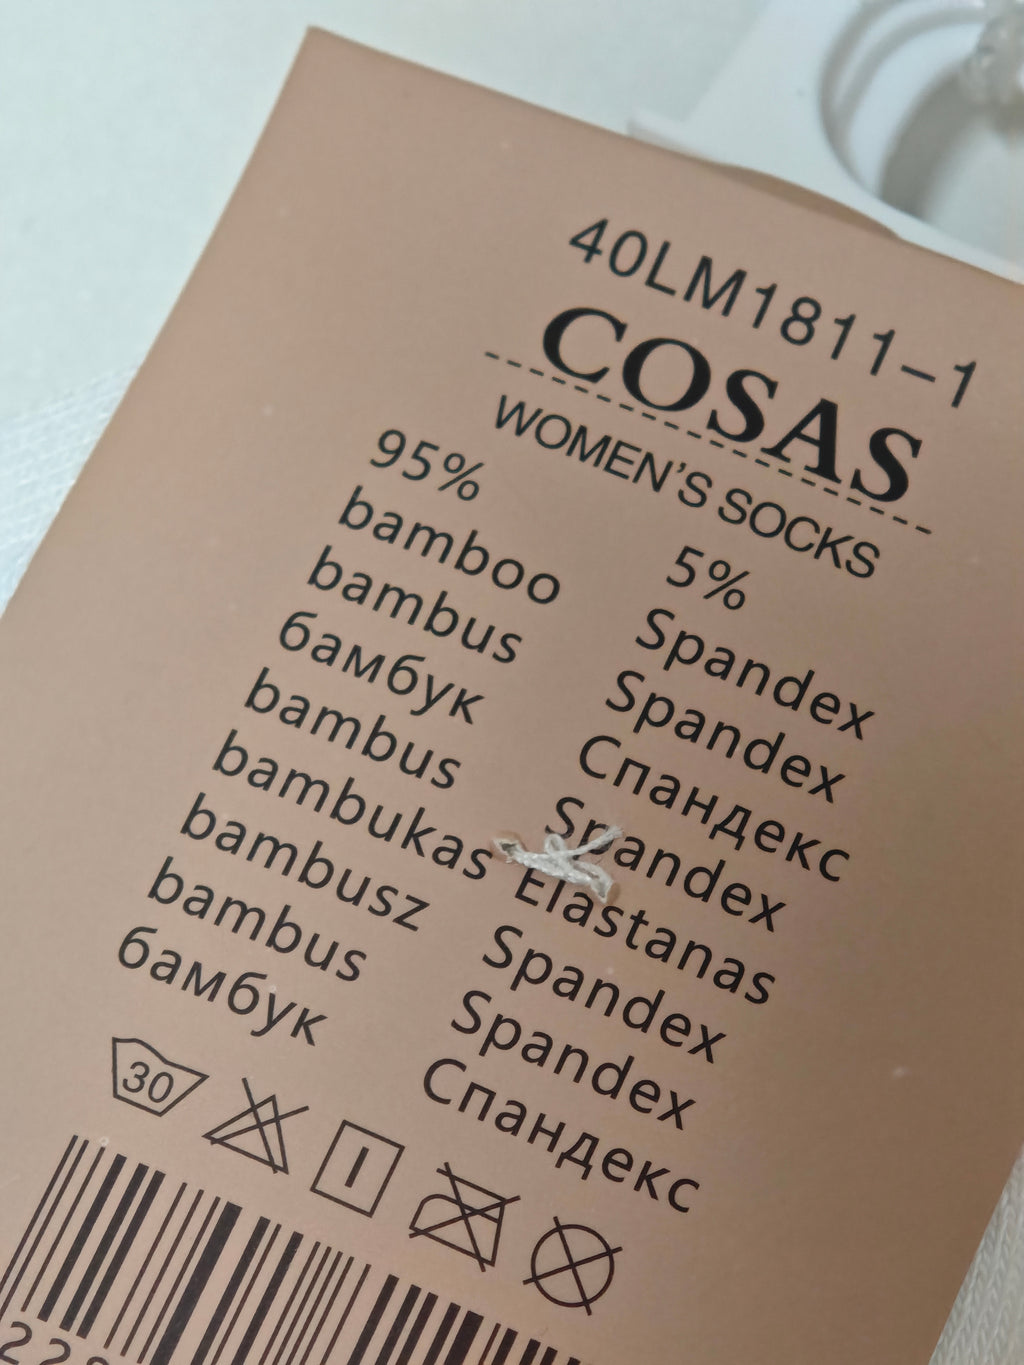 40LM1811-1
COSAS
WOMEN'S SOCKS
95% 5%
bamboo Spandex
bambus Spandex
бамбук Спандекс
bambus Spandex
bambukas Elastanas
bambusz Spandex
bambus Spandex
бамбук Спандекс
30